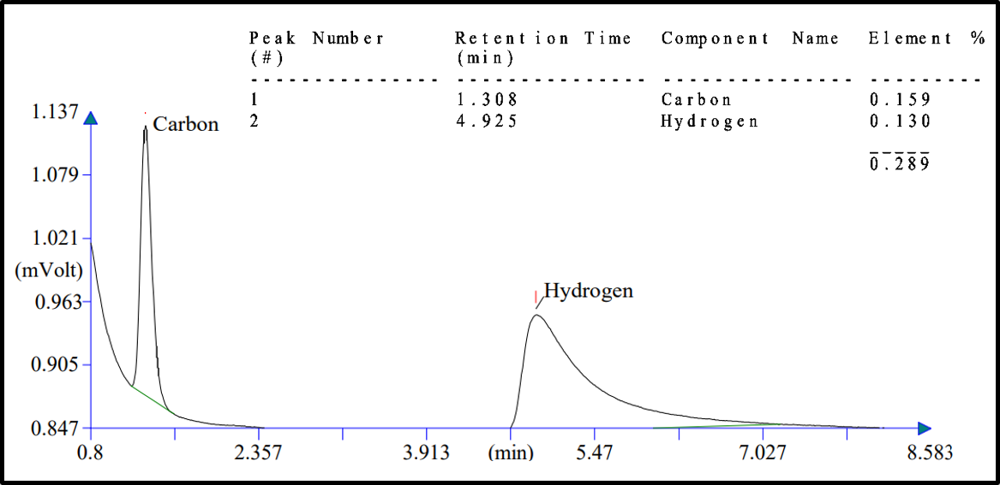 Peak Number Retention Time Component Name Element %
(#) (min)
1 1.308 Carbon 0.159
2 4.925 Hydrogen 0.130
0.289
1.137
Carbon
1.079
1.021
(mVolt)
Hydrogen
0.963
0.905
0.847
0.8 2.357 3.913 (min) 5.47 7.027 8.583